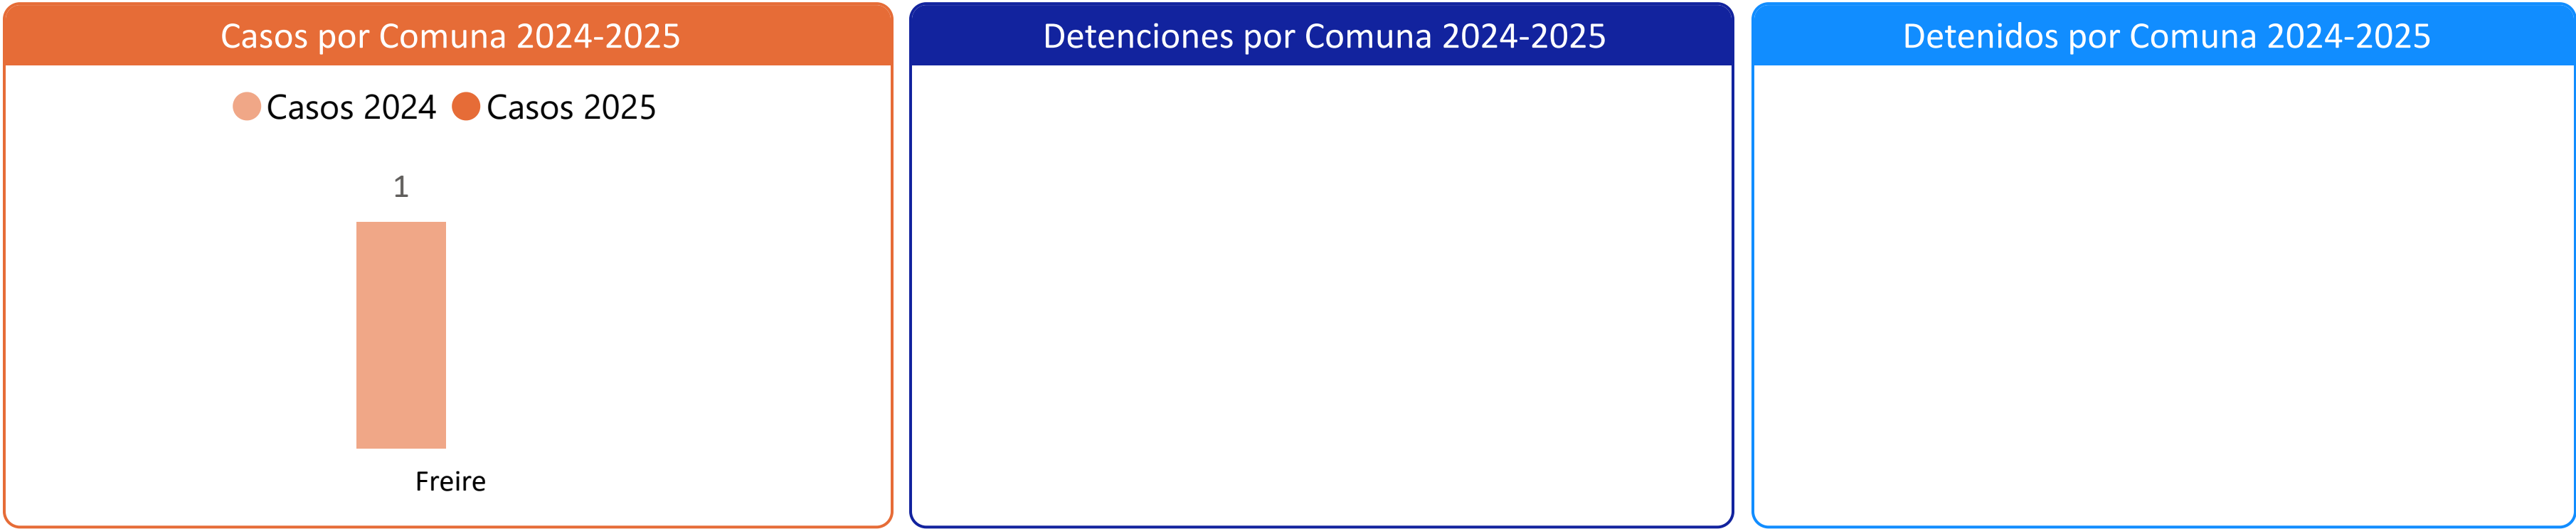 Casos por Comuna 2024-2025
Casos 2024 Casos 2025
1
Freire
Detenciones por Comuna 2024-2025
Detenidos por Comuna 2024-2025